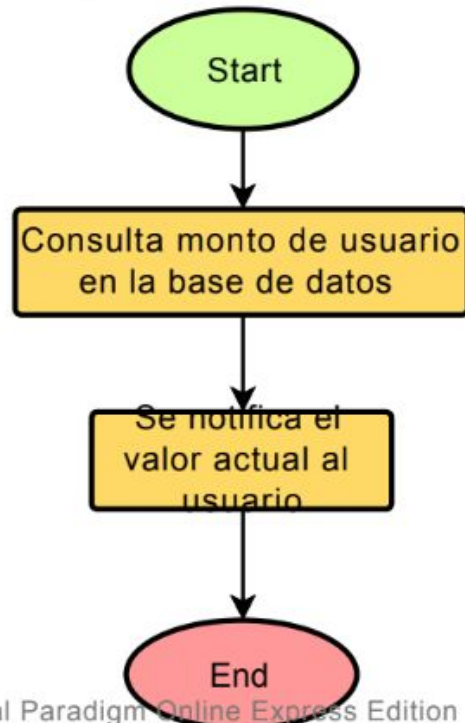 Start
Consulta monto de usuario
en la base de datos
Se notifica el
valor actual al
usuario
End
Paradigm Online Express Edition